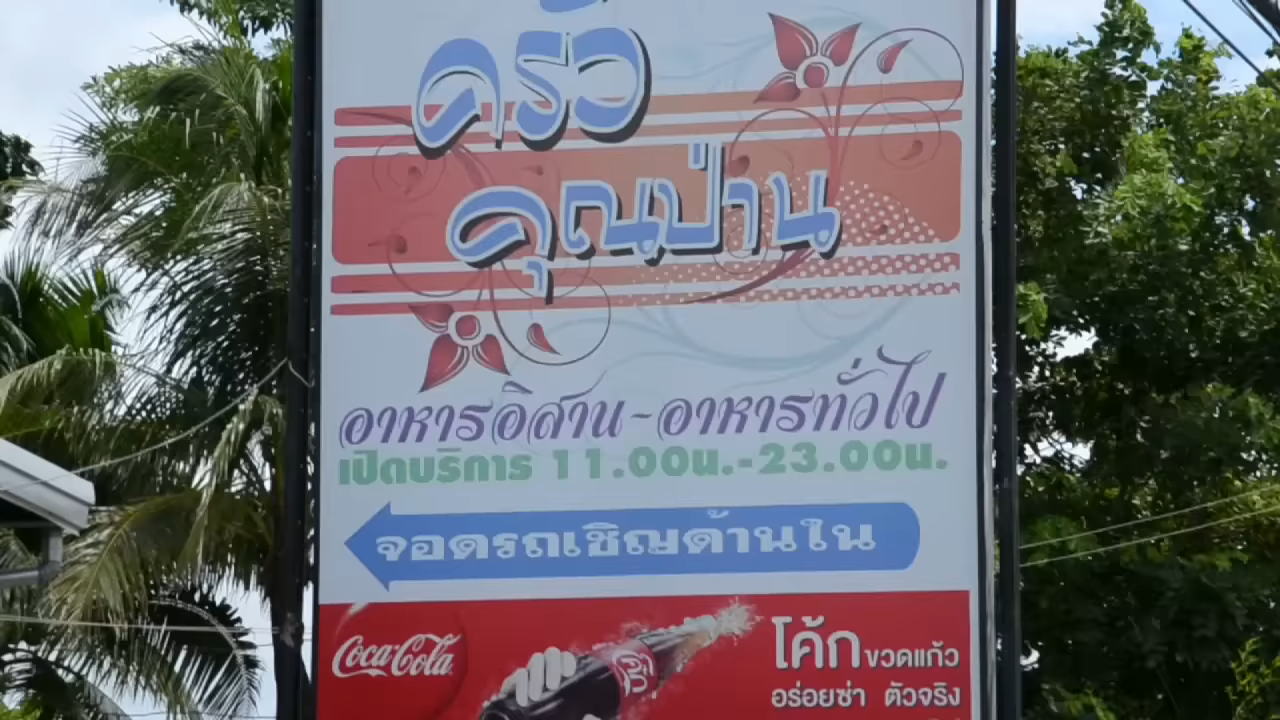 ครัว
คุณป่าน
อาหารอิสาน-อาหารทั่วไป
เปิดบริการ 11.00น.-23.00น.
จอดรถเชิญด้านใน
Coca-Cola
โค้ก ขวดแก้ว
อร่อยซ่า ตัวจริง